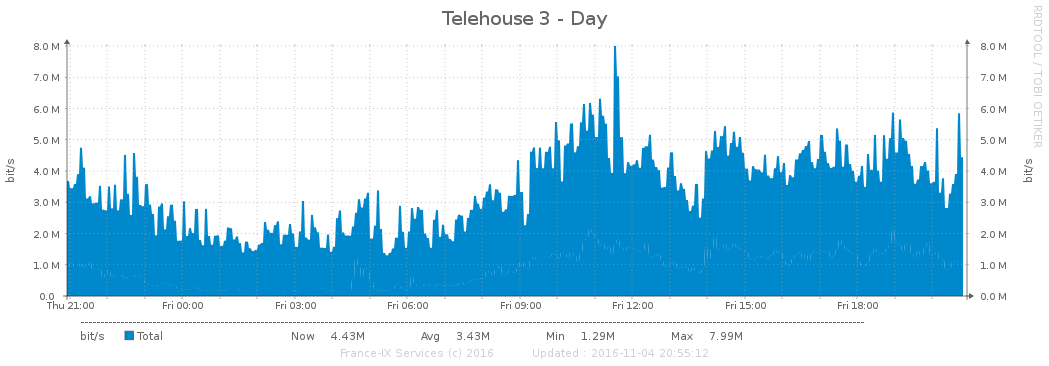 Telehouse 3 - Day
RRDTOOL / TOBI OETIKER
bit/s
8.0 M 8.0 M
7.0 M 7.0 M
6.0 M 6.0 M
5.0 M 5.0 M
4.0 M 4.0 M
3.0 M 3.0 M
2.0 M 2.0 M
1.0 M 1.0 M
0.0 0.0 M
bit/s
Thu 21:00 Fri 00:00 Fri 03:00 Fri 06:00 Fri 09:00 Fri 12:00 Fri 15:00 Fri 18:00
bit/s Total Now 4.43M Avg 3.43M Min 1.29M Max 7.99M
France-IX Services (c) 2016 Updated : 2016-11-04 20:55:12